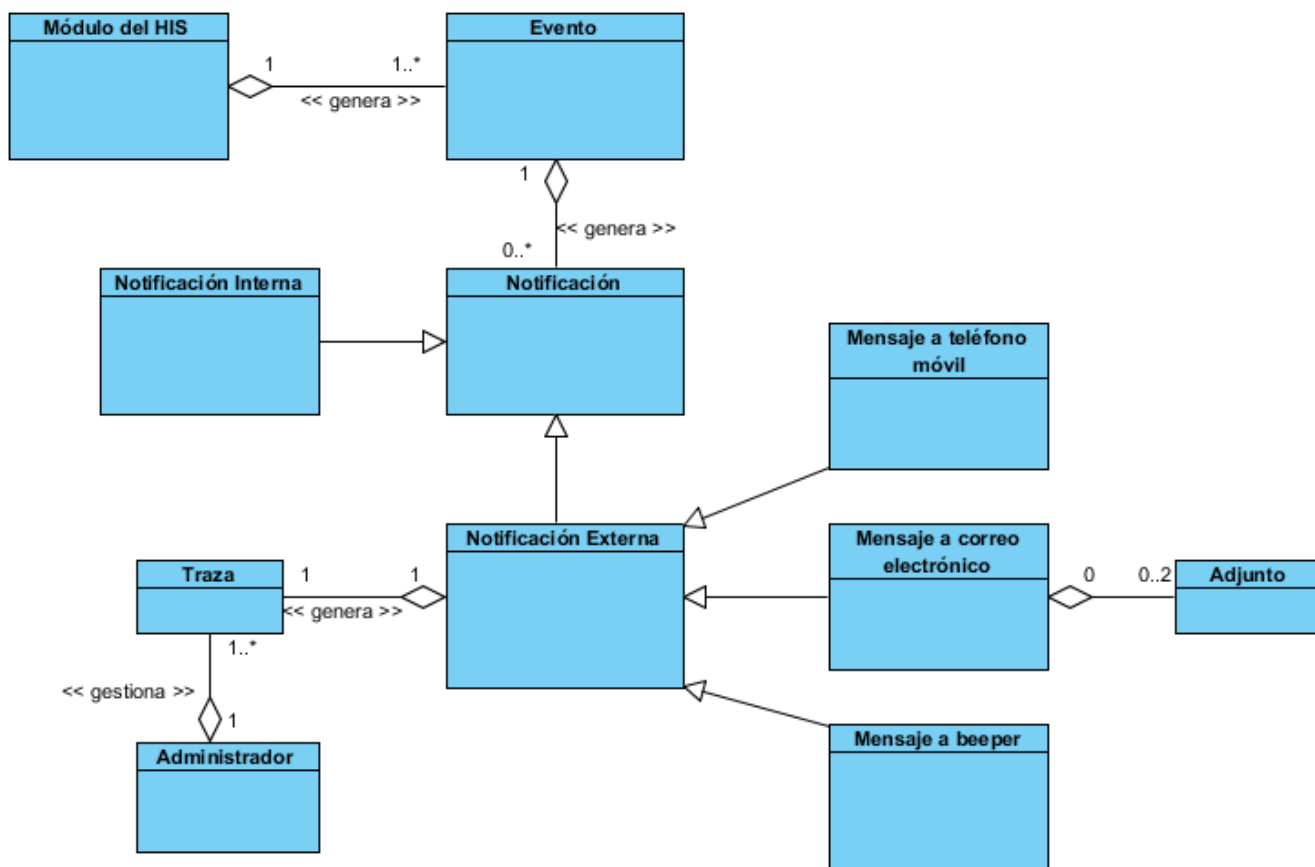 Módulo del HIS
Evento
1
1..*
<< genera >>
1
<< genera >>
0..*
Notificación Interna
Notificación
Mensaje a teléfono
móvil
Notificación Externa
Mensaje a correo
electrónico
0
0..2
Adjunto
Traza
1
1
<< genera >>
1..*
<< gestiona >>
1
Administrador
Mensaje a beeper